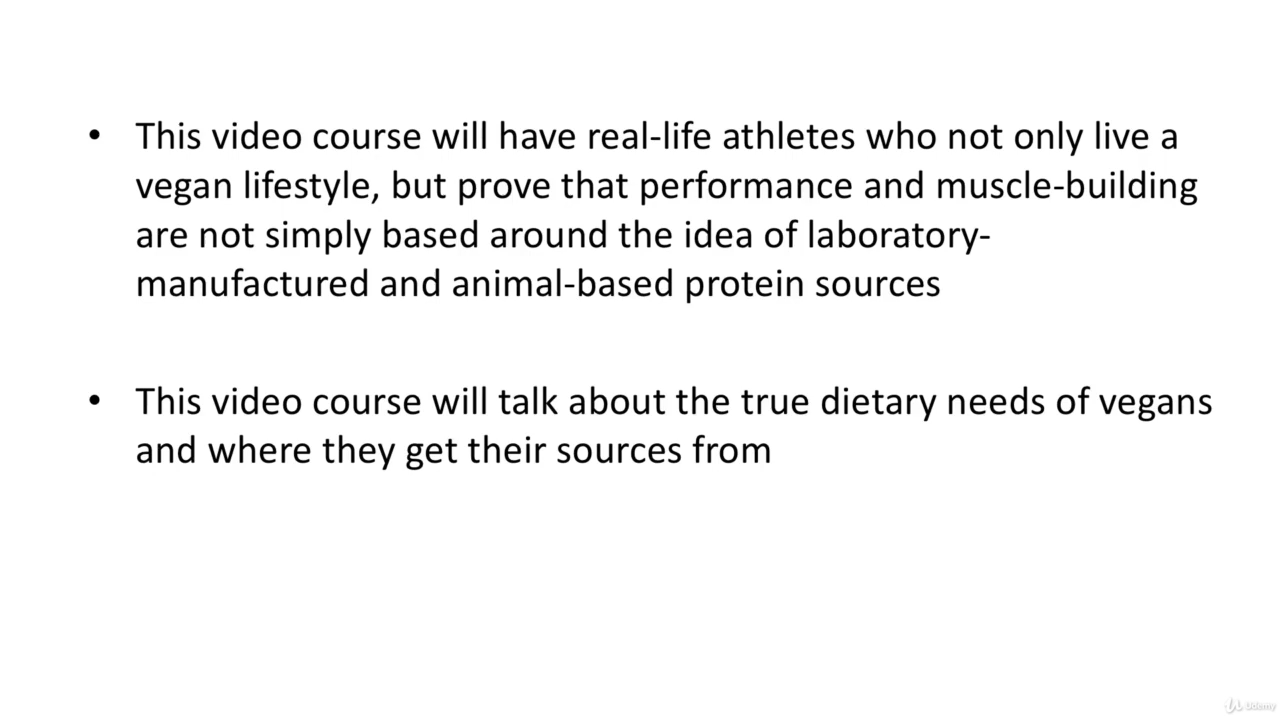 • This video course will have real-life athletes who not only live a
vegan lifestyle, but prove that performance and muscle-building
are not simply based around the idea of laboratory-
manufactured and animal-based protein sources
• This video course will talk about the true dietary needs of vegans
and where they get their sources from
Udemy